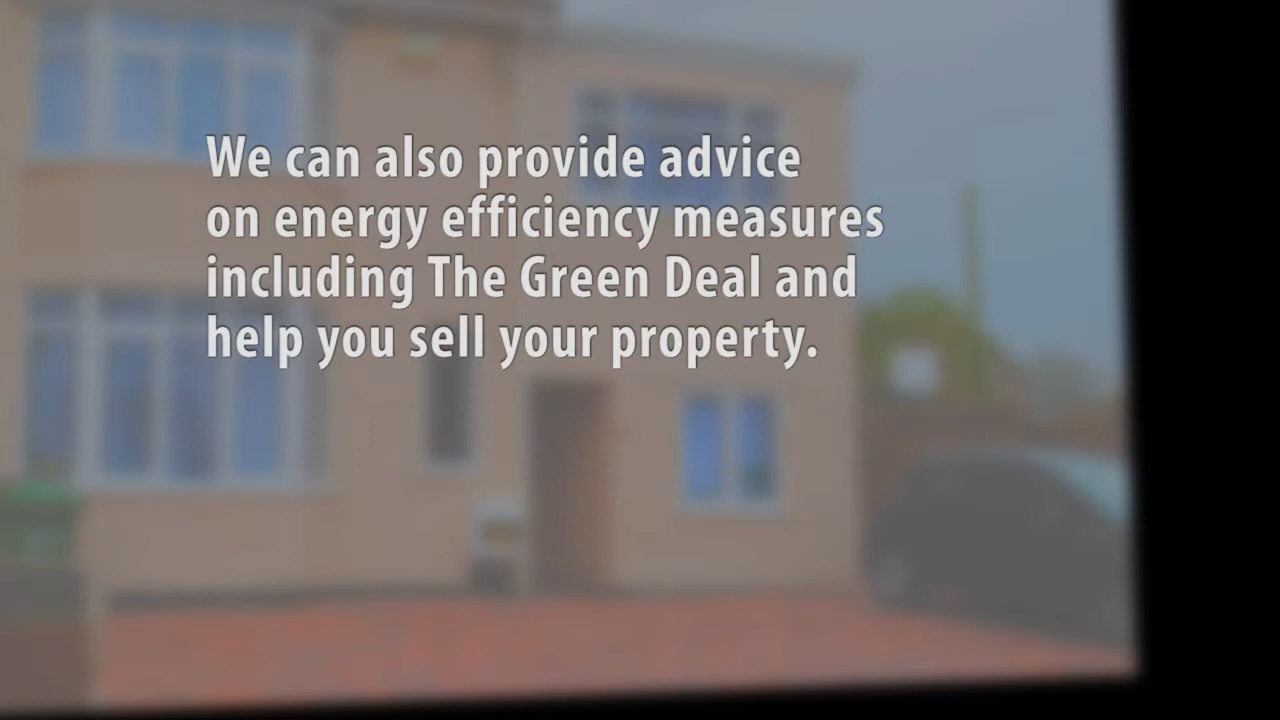 We can also provide advice
on energy efficiency measures
including The Green Deal and
help you sell your property.